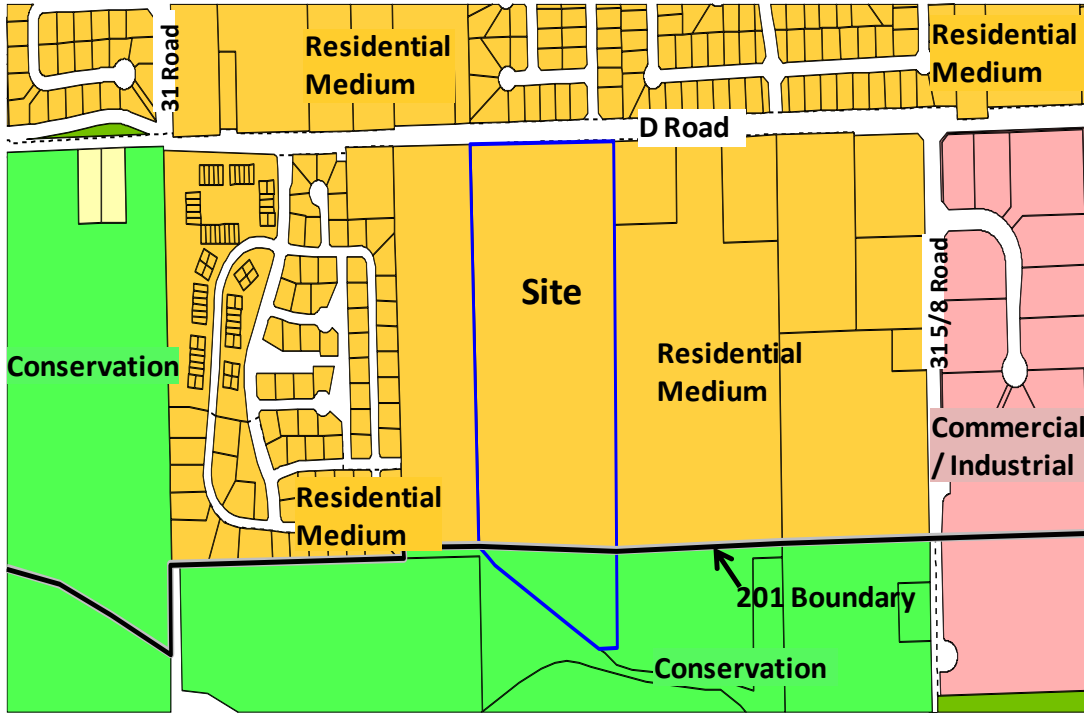 Residential
Medium
31 Road
Residential
Medium
D Road
Site
Conservation
Residential
Medium
31 5/8 Road
Commercial
/ Industrial
Residential
Medium
201 Boundary
Conservation